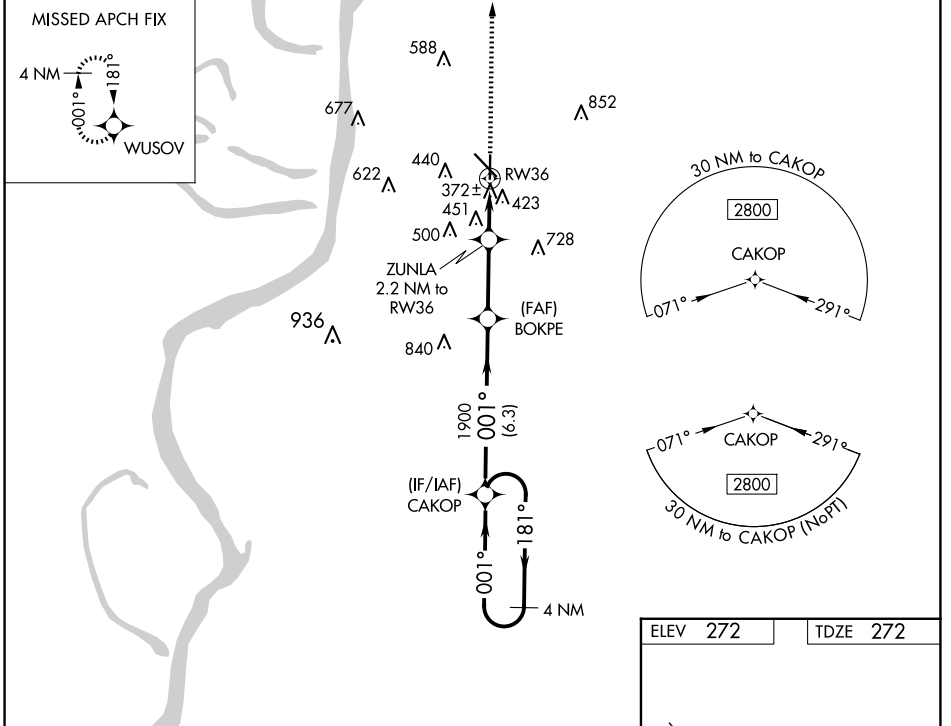 MISSED APCH FIX
4 NM
181°
001°
WUSOV
588
852
677
440
RW36
622
372±
423
451
500
728
ZUNLA
2.2 NM to
RW36
(FAF)
BOKPE
936
840
1900
001°
(6.3)
(IF/IAF)
CAKOP
181°
001°
4 NM
30 NM to CAKOP
2800
CAKOP
071°
291°
071°
CAKOP
291°
2800
30 NM to CAKOP (NoPT)
ELEV 272
TDZE 272